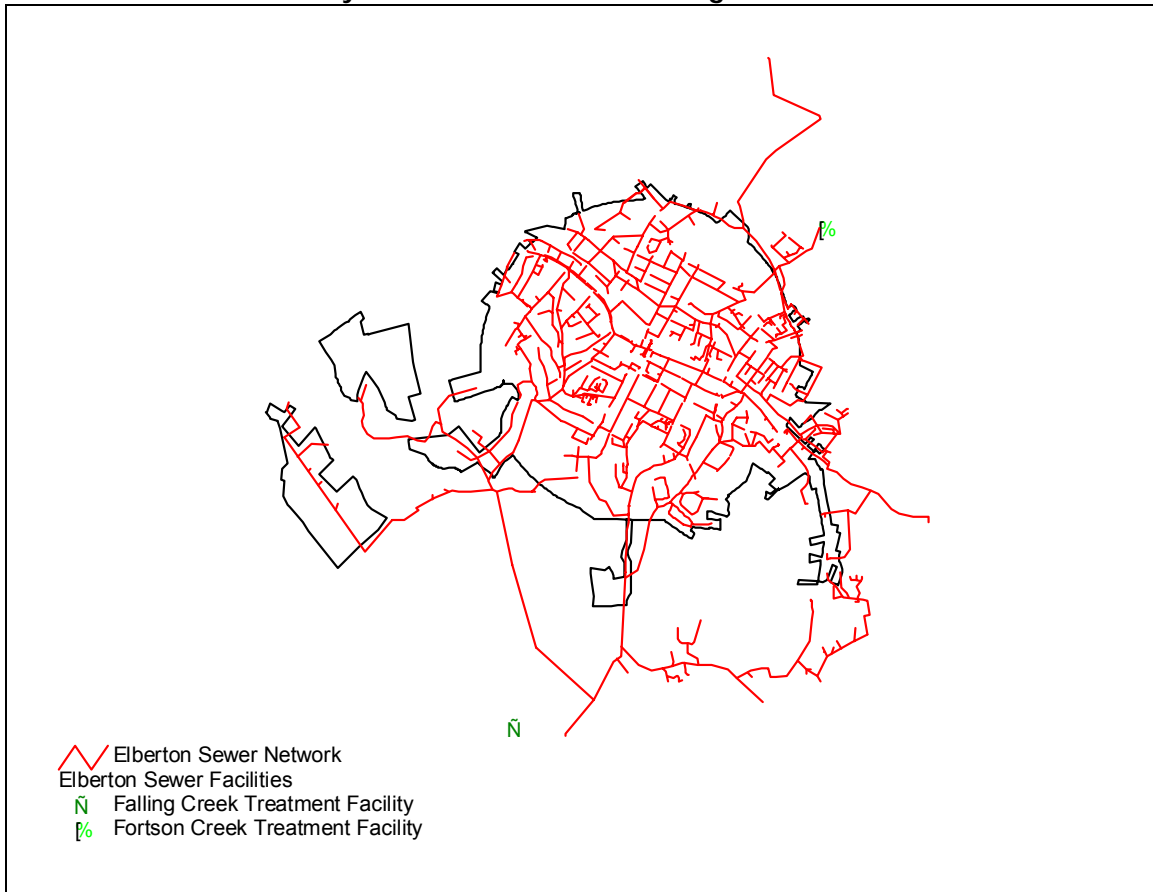 [%
Ñ
Elberton Sewer Network
Elberton Sewer Facilities
Ñ Falling Creek Treatment Facility
[% Fortson Creek Treatment Facility